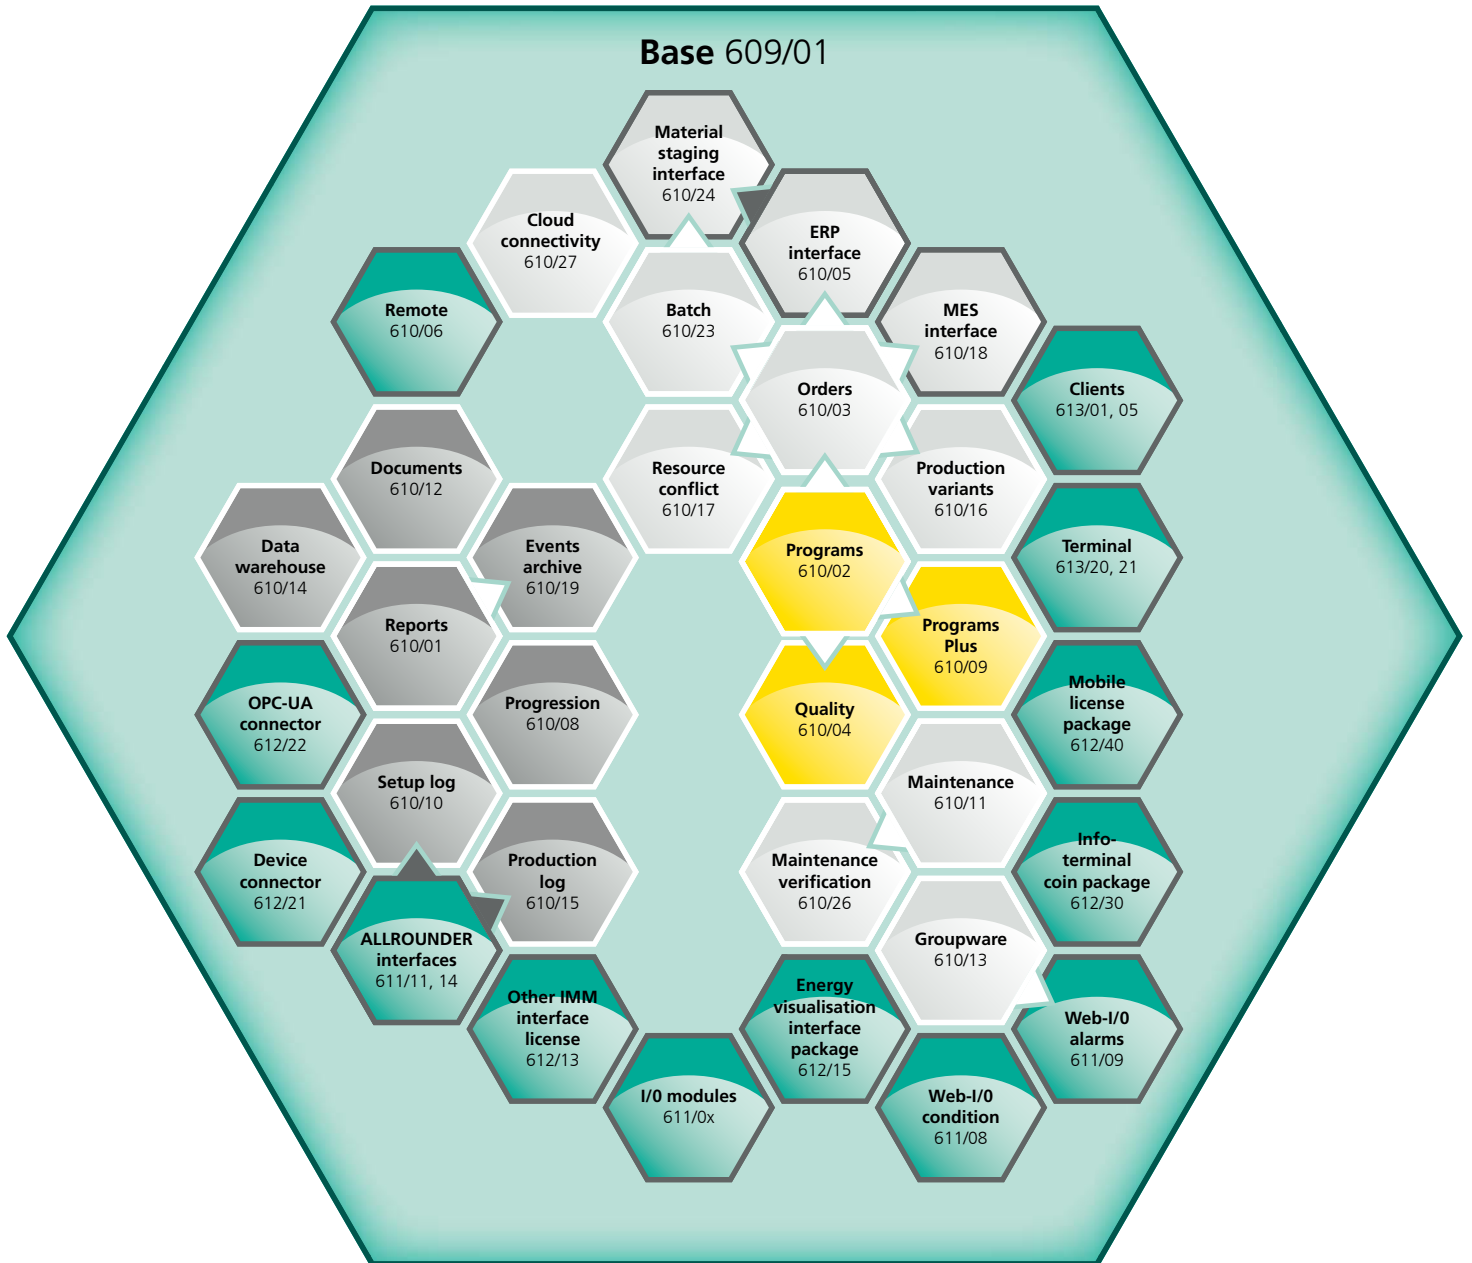 Base 609/01
Material
staging
interface
610/24
Cloud
connectivity
610/27
ERP
interface
610/05
Remote
610/06
Batch
610/23
MES
interface
610/18
Orders
610/03
Clients
613/01, 05
Documents
610/12
Resource
conflict
610/17
Production
variants
610/16
Data
warehouse
610/14
Events
archive
610/19
Programs
610/02
Terminal
613/20, 21
Reports
610/01
Programs
Plus
610/09
OPC-UA
connector
612/22
Progression
610/08
Quality
610/04
Mobile
license
package
612/40
Setup log
610/10
Maintenance
610/11
Device
connector
612/21
Production
log
610/15
Maintenance
verification
610/26
Info-
terminal
coin package
612/30
ALLROUNDER
interfaces
611/11, 14
Groupware
610/13
Other IMM
interface
license
612/13
Energy
visualisation
interface
package
612/15
Web-I/0
alarms
611/09
I/0 modules
611/0x
Web-I/0
condition
611/08